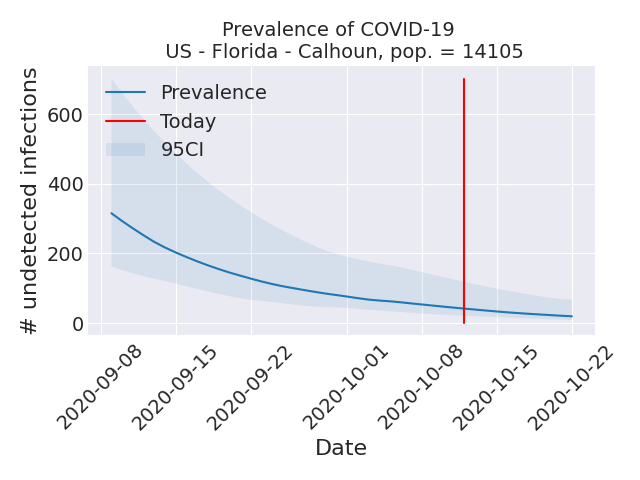 Prevalence of COVID-19
US - Florida - Calhoun, pop. = 14105
# undetected infections
600
400
200
0
Prevalence
Today
95CI
2020-09-08
2020-09-15
2020-09-22
2020-10-01
2020-10-08
2020-10-15
2020-10-22
Date